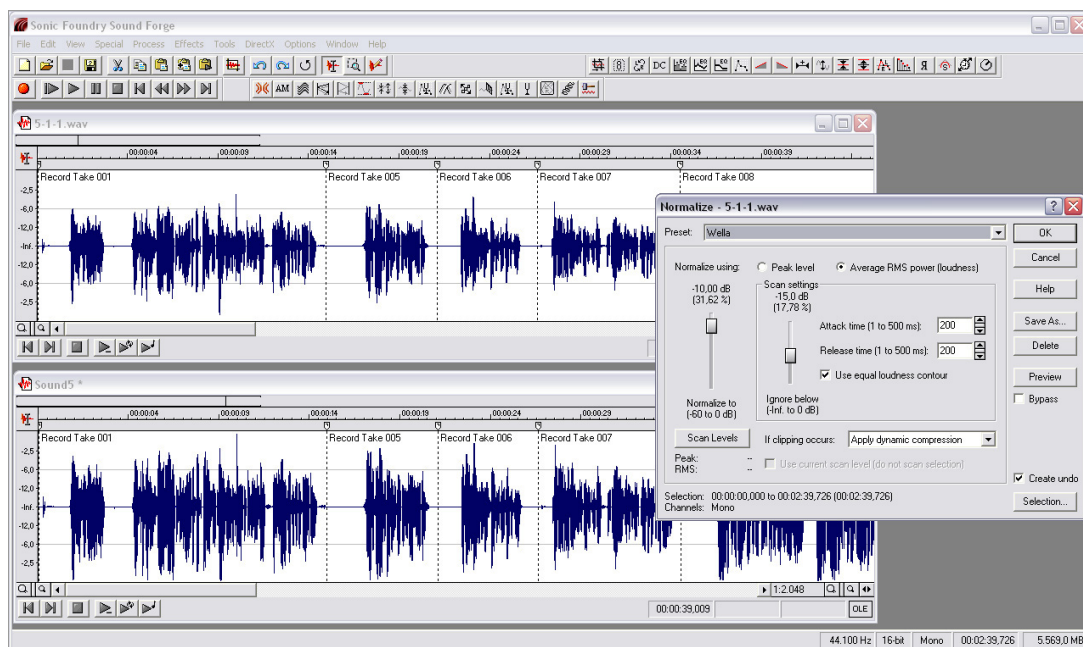 Sonic Foundry Sound Forge
File Edit View Special Process Effects Tools DirectX Options Window Help
AM
DC
5-1-1.wav
,00:00:04 ,00:00:09 ,00:00:14 ,00:00:19 ,00:00:24 ,00:00:29 ,00:00:34 ,00:00:39
Record Take 001 Record Take 005 Record Take 006 Record Take 007 Record Take 008
-2,5
-6,0
-12,0
-Inf.
-12,0
-6,0
-2,5
Normalize - 5-1-1.wav
Preset: Wella
OK
Cancel
Help
Save As...
Delete
Preview
Bypass
Create undo
Selection...
Normalize using: Peak level Average RMS power (loudness)
-10,00 dB
(31,62 %)
Normalize to
(-60 to 0 dB)
Scan settings
-15,0 dB
(17,78 %)
Attack time (1 to 500 ms): 200
Release time (1 to 500 ms): 200
Use equal loudness contour
Ignore below
(-Inf. to 0 dB)
Scan Levels
If clipping occurs: Apply dynamic compression
Peak: --
RMS: --
Use current scan level (do not scan selection)
Selection: 00:00:00,000 to 00:02:39,726 (00:02:39,726)
Channels: Mono
Sound5 *
,00:00:04 ,00:00:09 ,00:00:14 ,00:00:19 ,00:00:24 ,00:00:29
Record Take 001 Record Take 005 Record Take 006 Record Take 007
-2,5
-6,0
-12,0
-Inf.
-12,0
-6,0
-2,5
1:2.048
00:00:39,009
OLE
44.100 Hz 16-bit Mono 00:02:39,726 5.569,0 MB